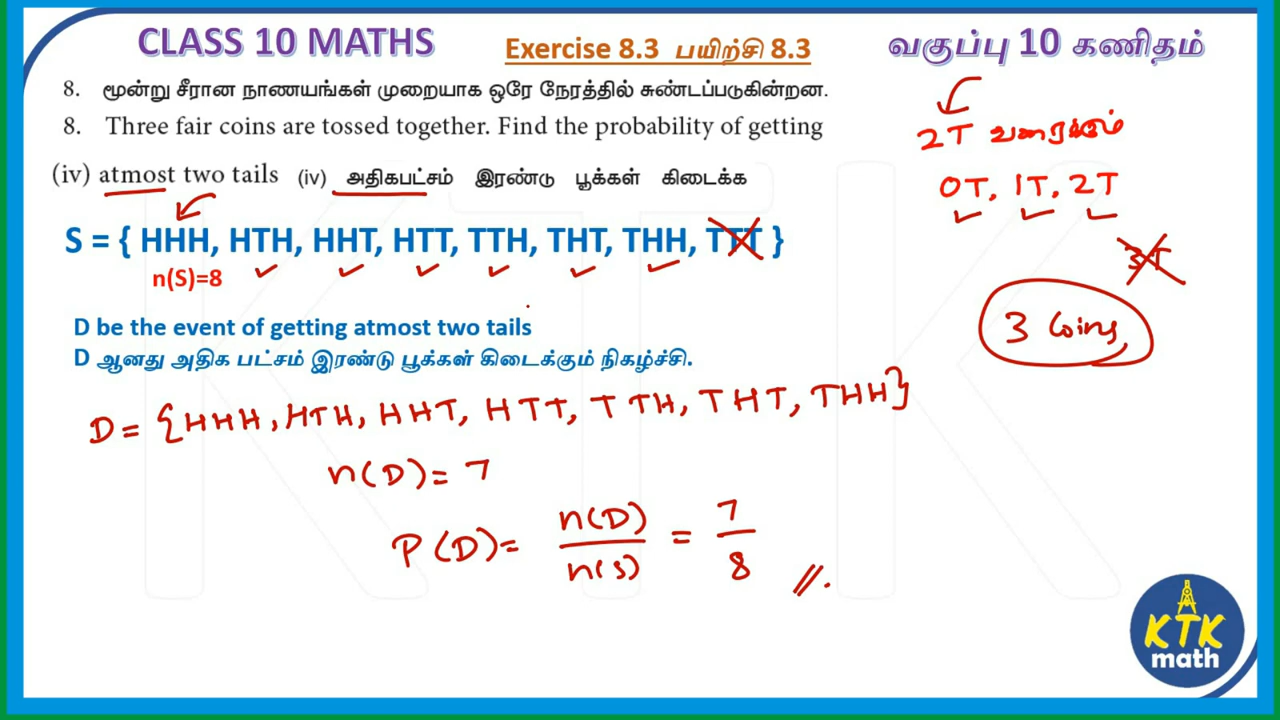 CLASS 10 MATHS
Exercise 8.3 பயிற்சி 8.3
வகுப்பு 10 கணிதம்
8. மூன்று சீரான நாணயங்கள் முறையாக ஒரே நேரத்தில் சுண்டப்படுகின்றன.
8. Three fair coins are tossed together. Find the probability of getting
(iv) atmost two tails (iv) அதிகபட்சம் இரண்டு பூக்கள் கிடைக்க
2T வரைக்கும்
0T, 1T, 2T
3T
3 Coins
S = { HHH, HTH, HHT, HTT, TTH, THT, THH, TTT }
n(S)=8
D be the event of getting atmost two tails
D ஆனது அதிக பட்சம் இரண்டு பூக்கள் கிடைக்கும் நிகழ்ச்சி.
D = {HHH, HTH, HHT, HTT, TTH, THT, THH}
n(D) = 7
P(D) = n(D)/n(S) = 7/8 //.
KTK
math